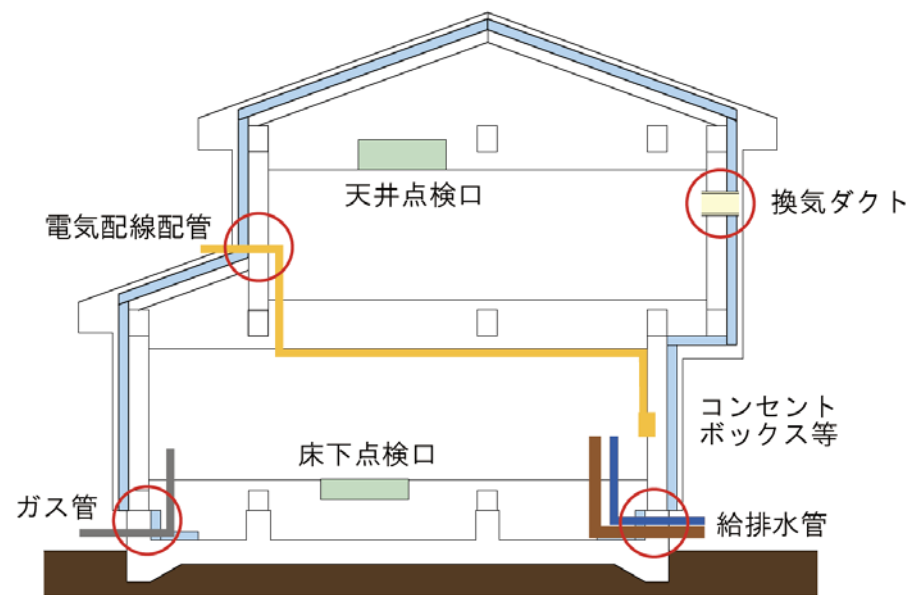 天井点検口
換気ダクト
電気配線配管
コンセント
ボックス等
床下点検口
ガス管
給排水管